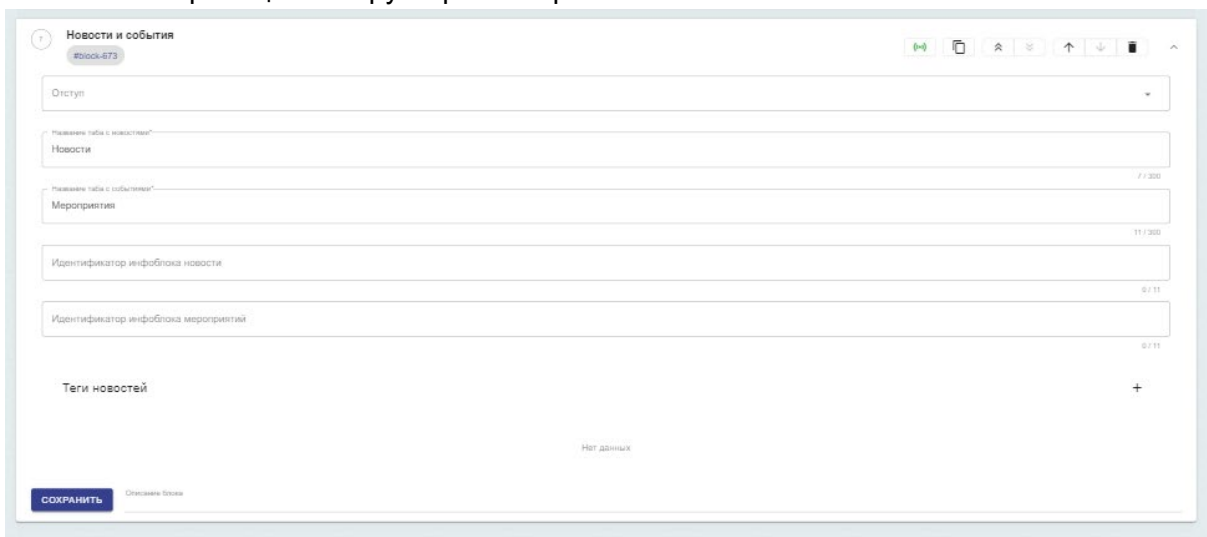 Новости и события
#block-673
Отступ
Название таба с новостями*
Новости
7 / 300
Название таба с событиями*
Мероприятия
11 / 300
Идентификатор инфоблока новости
0 / 11
Идентификатор инфоблока мероприятий
0 / 11
Теги новостей
+
Нет данных
СОХРАНИТЬ
Описание блока